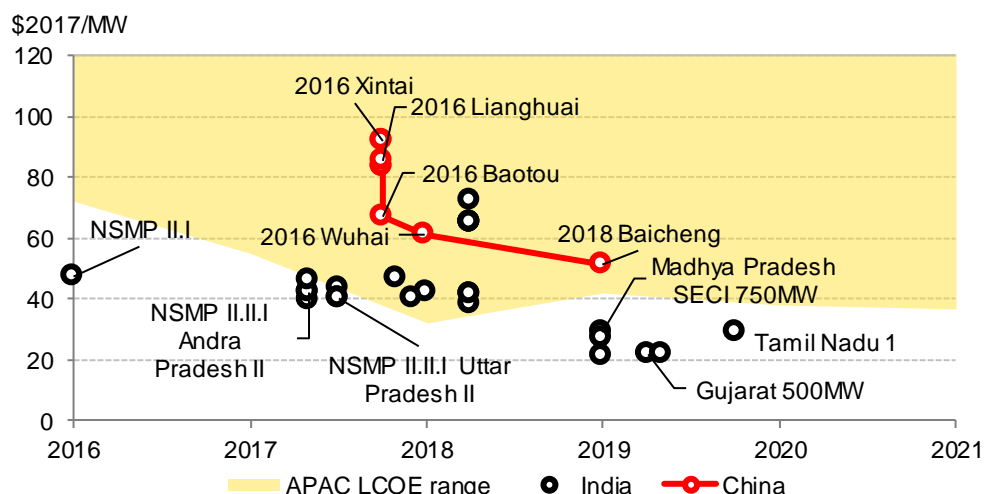 $2017/MW
120
100
80
60
40
20
0
2016 Xintai
2016 Lianghuai
2016 Baotou
NSMP II.I
2016 Wuhai
2018 Baicheng
Madhya Pradesh
SECI 750MW
NSMP II.II.I
Andra
Pradesh II
NSMP II.II.I Uttar
Pradesh II
Tamil Nadu 1
Gujarat 500MW
2016
2017
2018
2019
2020
2021
APAC LCOE range
India
China